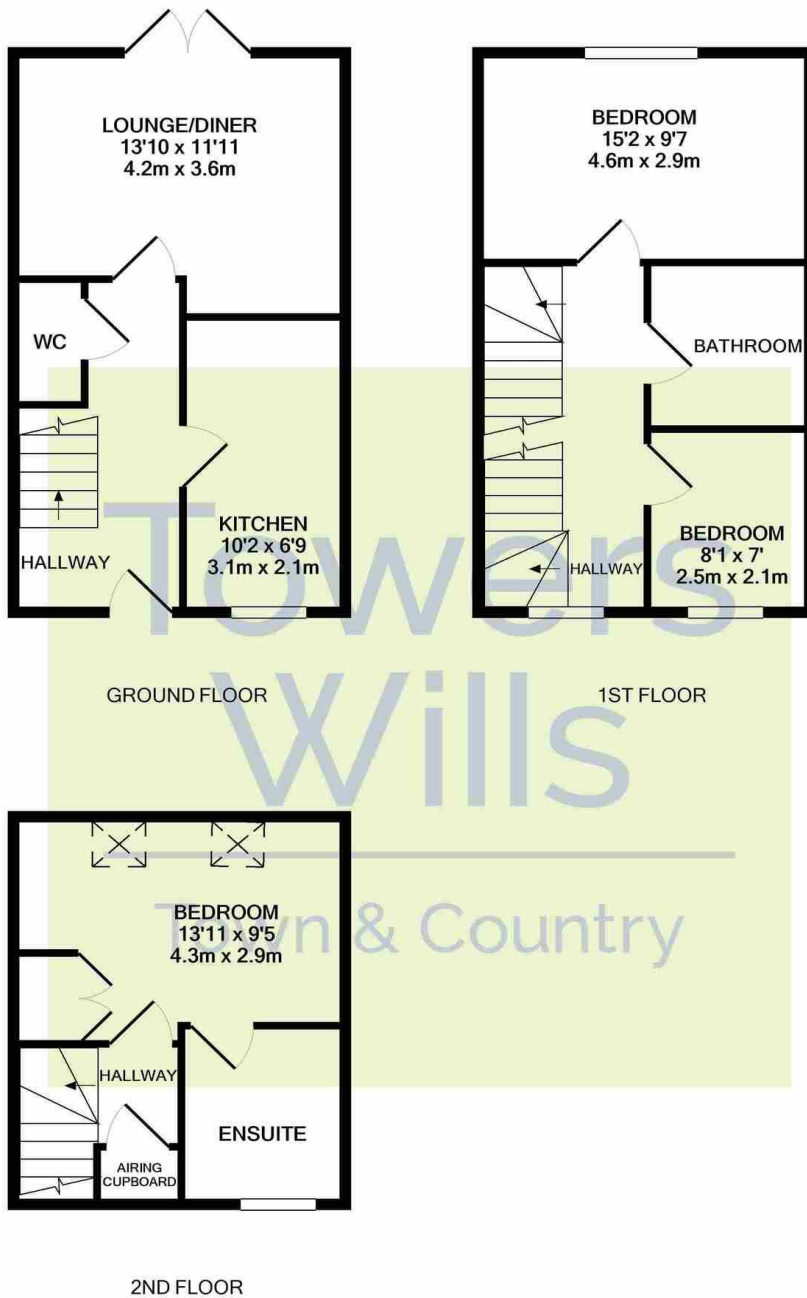 LOUNGE/DINER
13'10 x 11'11
4.2m x 3.6m
WC
KITCHEN
10'2 x 6'9
3.1m x 2.1m
HALLWAY
GROUND FLOOR
BEDROOM
15'2 x 9'7
4.6m x 2.9m
BATHROOM
BEDROOM
8'1 x 7'
2.5m x 2.1m
HALLWAY
1ST FLOOR
Towers
Wills
Town & Country
BEDROOM
13'11 x 9'5
4.3m x 2.9m
HALLWAY
ENSUITE
AIRING
CUPBOARD
2ND FLOOR